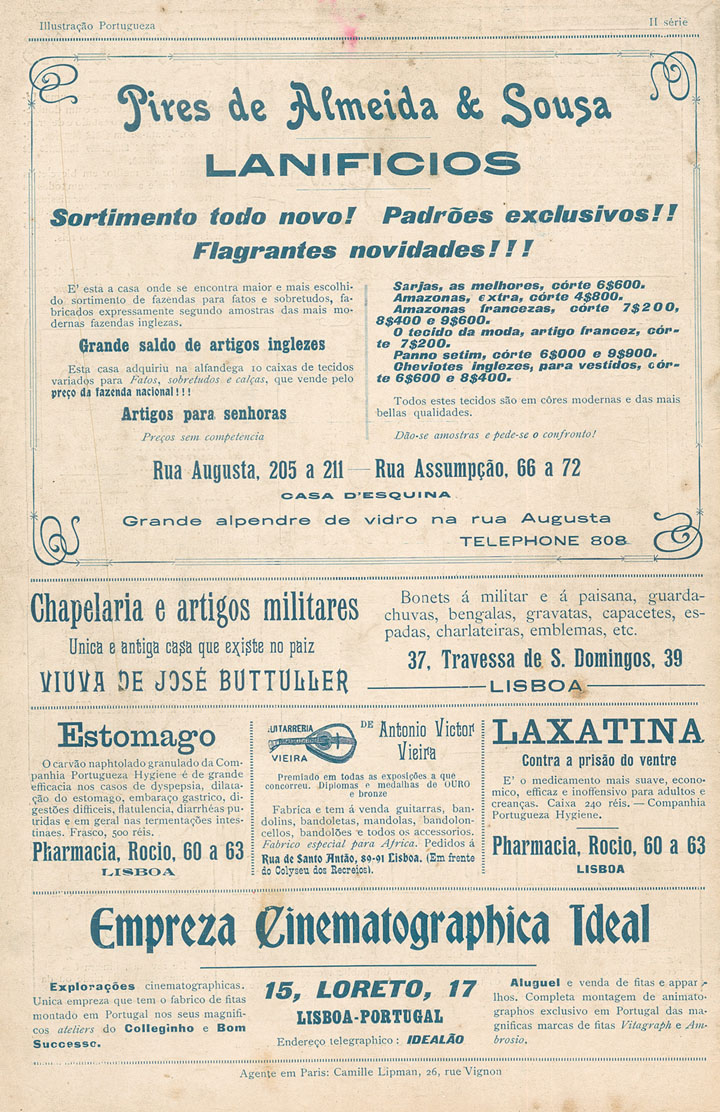 Illustração Portugueza
II série
Pires de Almeida & Sousa
LANIFICIOS
Sortimento todo novo! Padrões exclusivos!!
Flagrantes novidades!!!
E' esta a casa onde se encontra maior e mais escolhi-
do sortimento de fazendas para fatos e sobretudos, fa-
bricados expressamente segundo amostras das mais mo-
dernas fazendas inglezas.
Grande saldo de artigos inglezes
Esta casa adquiriu na alfandega 10 caixas de tecidos
variados para Fatos, sobretudos e calças, que vende pelo
preço da fazenda nacional!!!
Artigos para senhoras
Preços sem competencia
Sarjas, as melhores, córte 6$600.
Amazonas, extra, córte 4$800.
Amazonas francezas, córte 7$200,
8$400 e 9$600.
O tecido da moda, artigo francez, cór-
te 7$200.
Panno setim, córte 6$000 e 9$900.
Cheviotes inglezes, para vestidos, cór-
te 6$600 e 8$400.
Todos estes tecidos são em côres modernas e das mais
bellas qualidades.
Dão-se amostras e pede-se o confronto!
Rua Augusta, 205 a 211 — Rua Assumpção, 66 a 72
CASA D'ESQUINA
Grande alpendre de vidro na rua Augusta
TELEPHONE 808
Chapelaria e artigos militares
Unica e antiga casa que existe no paiz
VIUVA DE JOSÉ BUTTULLER
Bonets á militar e á paisana, guarda-
chuvas, bengalas, gravatas, capacetes, es-
padas, charlateiras, emblemas, etc.
37, Travessa de S. Domingos, 39
LISBOA
Estomago
O carvão naphtolado granulado da Com-
panhia Portugueza Hygiene é de grande
efficacia nos casos de dyspepsia, dilata-
ção do estomago, embaraço gastrico, di-
gestões difficeis, flatulencia, diarrhéas pu-
tridas e em geral nas termentações intes-
tinaes. Frasco, 500 réis.
Pharmacia, Rocio, 60 a 63
LISBOA
GUITARRERIA
VIEIRA
DE Antonio Victor
Vieira
Premiado em todas as exposições a que
concorreu. Diplomas e medalhas de OURO
e bronze
Fabrica e tem á venda guitarras, ban-
dolins, bandoletas, mandolas, bandolon-
cellos, bandolões e todos os accessorios.
Fabrico especial para Africa. Pedidos á
Rua de Santo Antão, 89-91 Lisboa. (Em frente
do Colyseu dos Recreios).
LAXATINA
Contra a prisão do ventre
E' o medicamento mais suave, econo-
mico, efficaz e inoffensivo para adultos e
creanças. Caixa 240 réis. — Companhia
Portugueza Hygiene.
Pharmacia, Rocio, 60 a 63
LISBOA
Empreza Cinematographica Ideal
Explorações cinematographicas.
Unica empreza que tem o fabrico de fitas
montado em Portugal nos seus magnifi-
cos ateliers do Colleginho e Bom
Successo.
15, LORETO, 17
LISBOA-PORTUGAL
Endereço telegraphico: IDEALÃO
Aluguel e venda de fitas e appare-
lhos. Completa montagem de animato-
graphos exclusivo em Portugal das ma-
gnificas marcas de fitas Vitagraph e Am-
brosio.
Agente em Paris: Camille Lipman, 26, rue Vignon